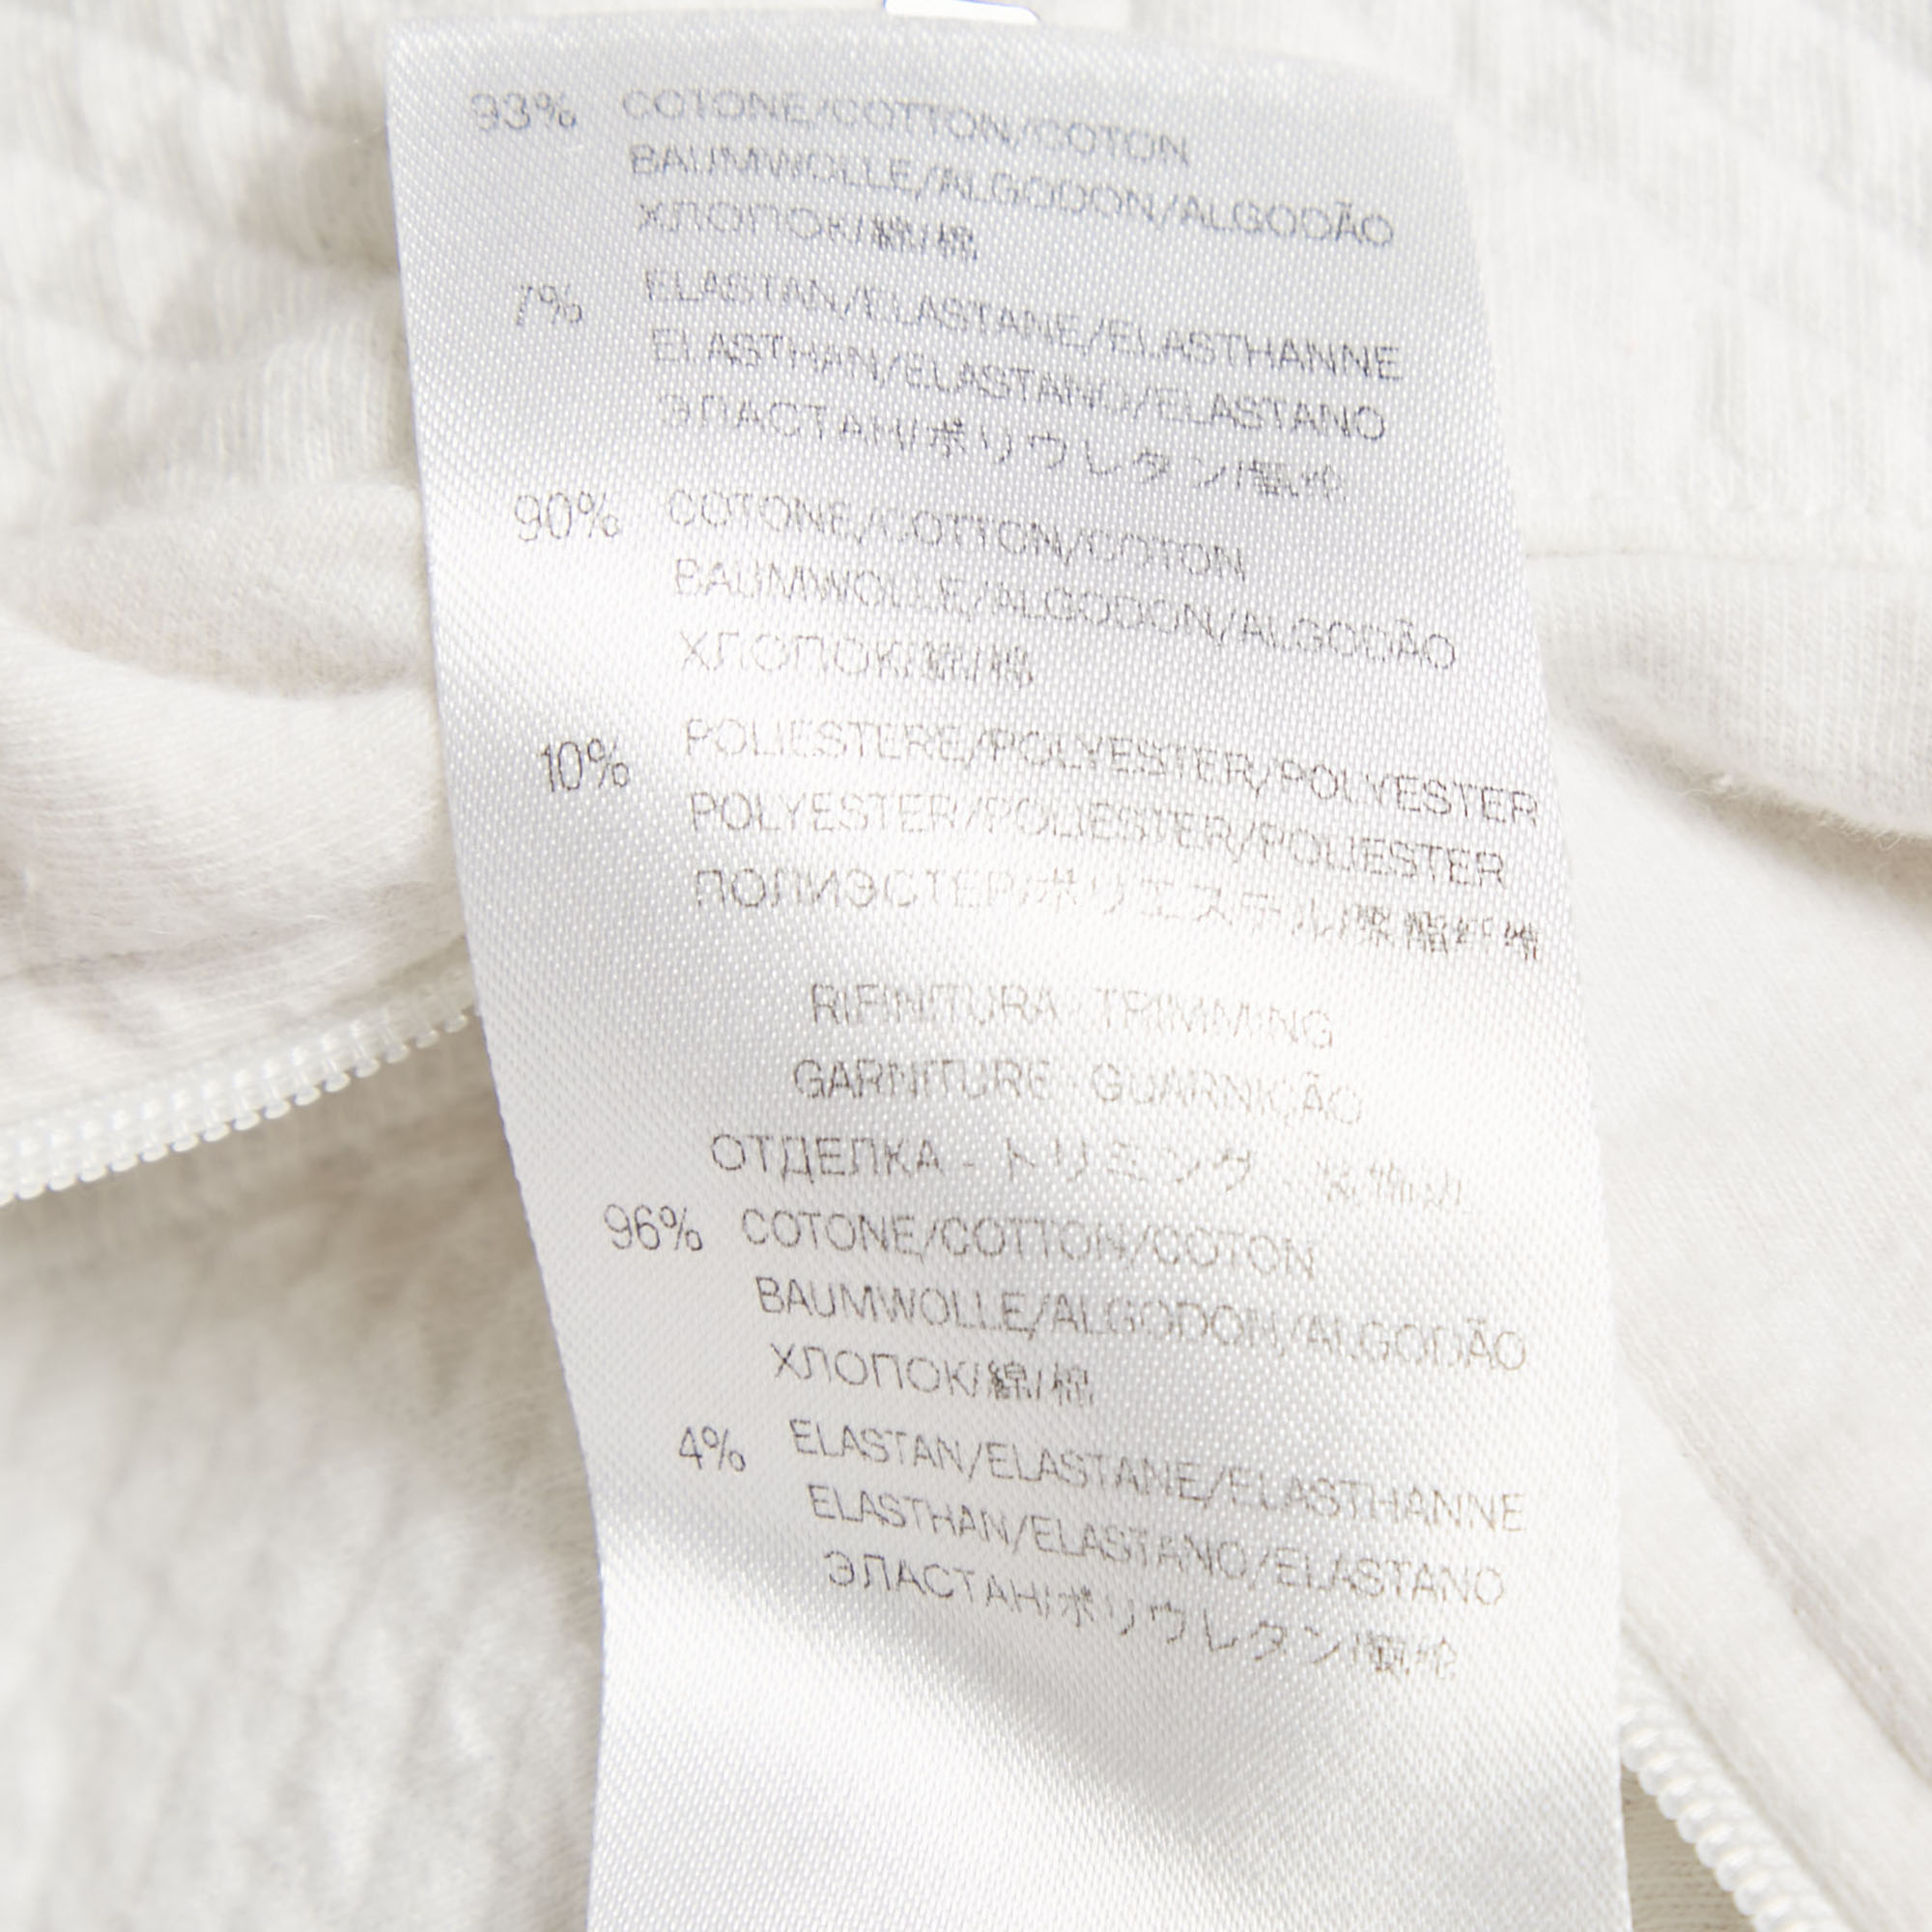 93% COTONE/COTTON/COTON
BAUMWOLLE/ALGODON/ALGODÃO
ХЛОПОК/綿/棉
7% ELASTAN/ELASTANE/ELASTHANNE
ELASTHAN/ELASTANO/ELASTANO
ЭЛАСТАН/ポリウレタン/氨纶
90% COTONE/COTTON/COTON
BAUMWOLLE/ALGODON/ALGODÃO
ХЛОПОК/綿/棉
10% POLIESTERE/POLYESTER/POLYESTER
POLYESTER/POLIESTER/POLIESTER
ПОЛИЭСТЕР/ポリエステル/聚酯纤维
RIFINITURA - TRIMMING
GARNITURE - GUARNIÇÃO
ОТДЕЛКА - トリミング -
96% COTONE/COTTON/COTON
BAUMWOLLE/ALGODON/ALGODÃO
ХЛОПОК/綿/棉
4% ELASTAN/ELASTANE/ELASTHANNE
ELASTHAN/ELASTANO/ELASTANO
ЭЛАСТАН/ポリウレタン/氨纶